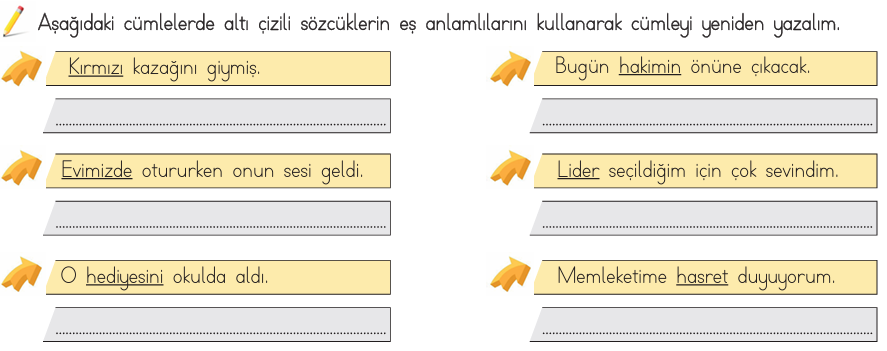 Aşağıdaki cümlelerde altı çizili sözcüklerin eş anlamlılarını kullanarak cümleyi yeniden yazalım.
Kırmızı kazağını giymiş.
Bugün hakimin önüne çıkacak.
Evimizde otururken onun sesi geldi.
Lider seçildiğim için çok sevindim.
O hediyesini okulda aldı.
Memleketime hasret duyuyorum.